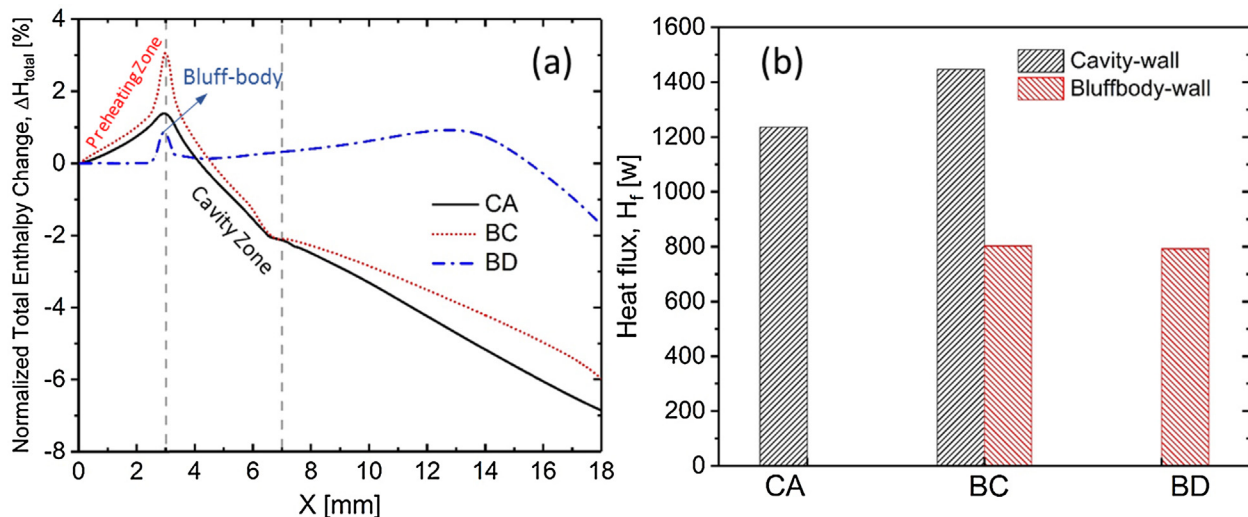 Normalized Total Enthalpy Change, ΔH_total [%]
4
2
0
-2
-4
-6
-8
(a)
Preheating Zone
Bluff-body
Cavity Zone
CA
BC
BD
0 2 4 6 8 10 12 14 16 18
X [mm]
Heat flux, H_f [w]
1600
1400
1200
1000
800
600
400
200
0
(b)
Cavity-wall
Bluffbody-wall
CA BC BD